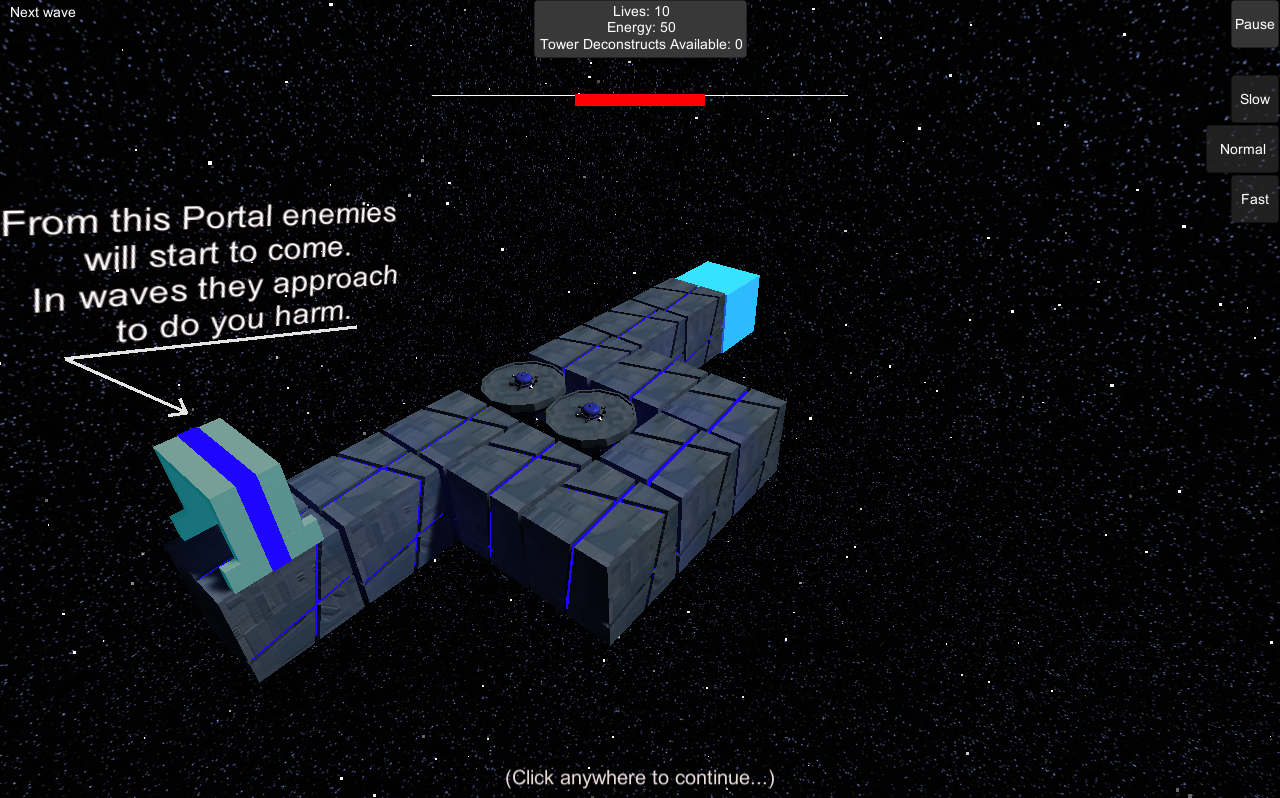 Next wave
Lives: 10
Energy: 50
Tower Deconstructs Available: 0
Pause
Slow
Normal
Fast
From this Portal enemies
will start to come.
In waves they approach
to do you harm.
(Click anywhere to continue...)